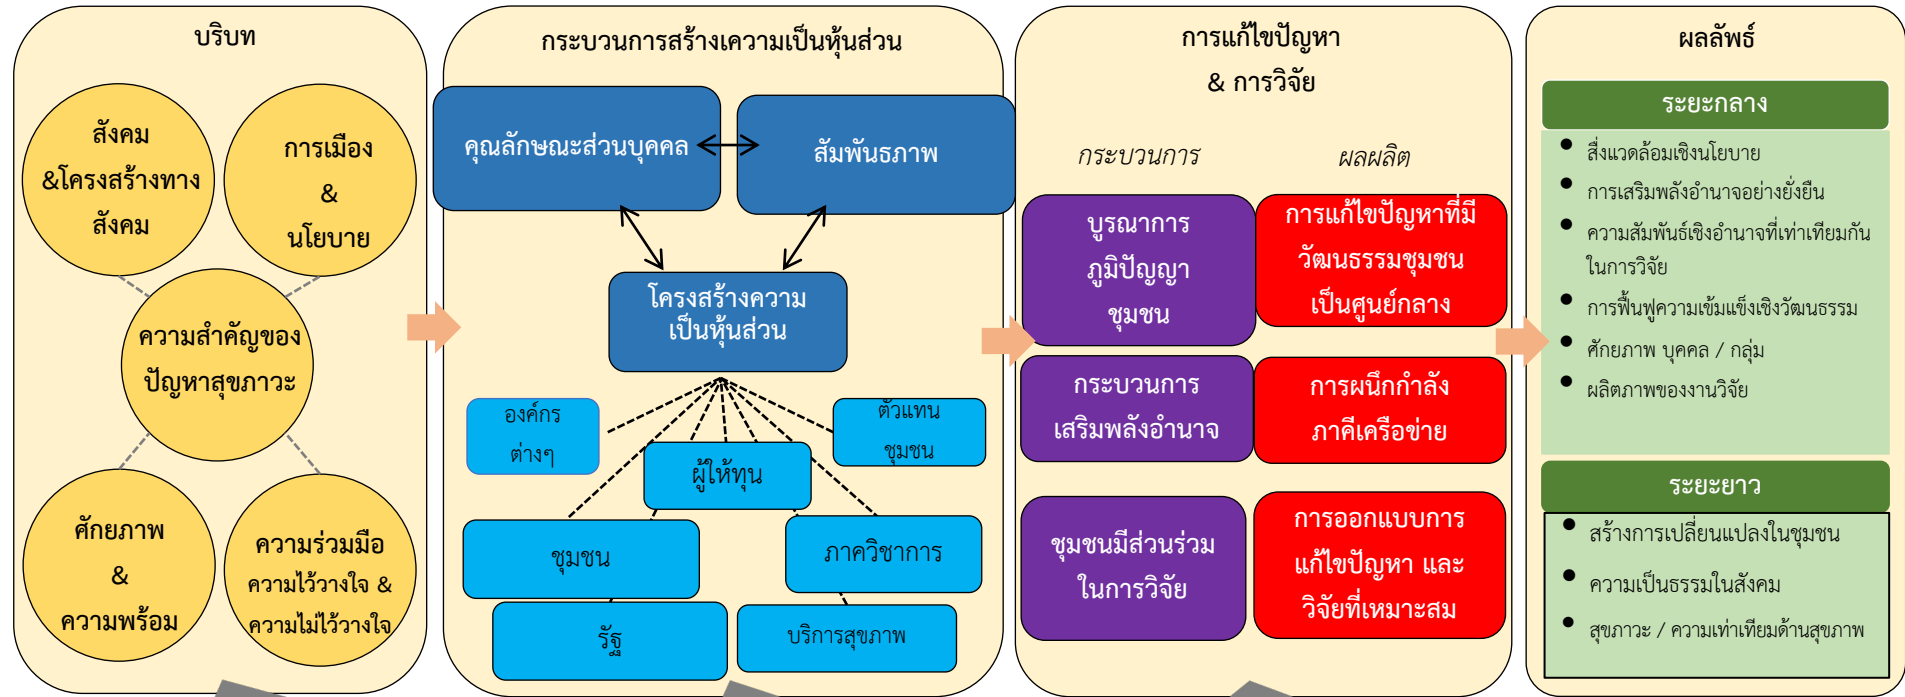 บริบท
สังคม
&โครงสร้างทาง
สังคม
การเมือง
&
นโยบาย
ความสำคัญของ
ปัญหาสุขภาวะ
ศักยภาพ
&
ความพร้อม
ความร่วมมือ
ความไว้วางใจ &
ความไม่ไว้วางใจ
กระบวนการสร้างความเป็นหุ้นส่วน
คุณลักษณะส่วนบุคคล
สัมพันธภาพ
โครงสร้างความ
เป็นหุ้นส่วน
องค์กร
ต่างๆ
ตัวแทน
ชุมชน
ผู้ให้ทุน
ชุมชน
ภาควิชาการ
รัฐ
บริการสุขภาพ
การแก้ไขปัญหา
& การวิจัย
กระบวนการ
ผลผลิต
บูรณาการ
ภูมิปัญญา
ชุมชน
การแก้ไขปัญหาที่มี
วัฒนธรรมชุมชน
เป็นศูนย์กลาง
กระบวนการ
เสริมพลังอำนาจ
การผนึกกำลัง
ภาคีเครือข่าย
ชุมชนมีส่วนร่วม
ในการวิจัย
การออกแบบการ
แก้ไขปัญหา และ
วิจัยที่เหมาะสม
ผลลัพธ์
ระยะกลาง
• สิ่งแวดล้อมเชิงนโยบาย
• การเสริมพลังอำนาจอย่างยั่งยืน
• ความสัมพันธ์เชิงอำนาจที่เท่าเทียมกัน
ในการวิจัย
• การฟื้นฟูความเข้มแข็งเชิงวัฒนธรรม
• ศักยภาพ บุคคล / กลุ่ม
• ผลิตภาพของงานวิจัย
ระยะยาว
• สร้างการเปลี่ยนแปลงในชุมชน
• ความเป็นธรรมในสังคม
• สุขภาวะ / ความเท่าเทียมด้านสุขภาพ